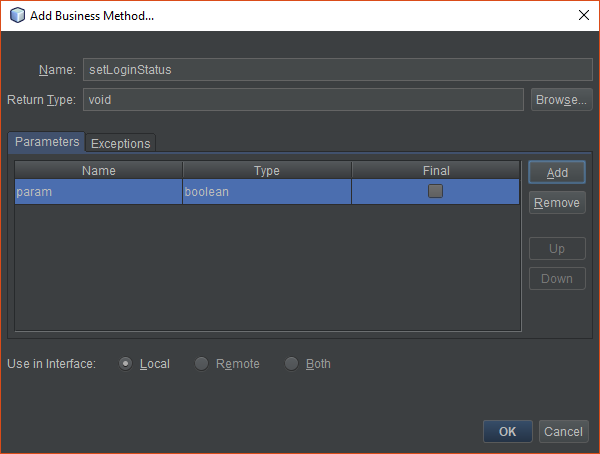 Add Business Method...
Name: setLoginStatus
Return Type: void Browse...
Parameters Exceptions
Name Type Final Add
param boolean
Remove
Up
Down
Use in Interface: Local Remote Both
OK Cancel